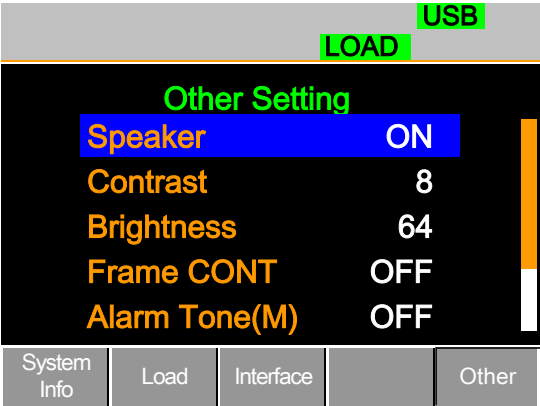 USB
LOAD
Other Setting
Speaker ON
Contrast 8
Brightness 64
Frame CONT OFF
Alarm Tone(M) OFF
System
Info
Load
Interface
Other